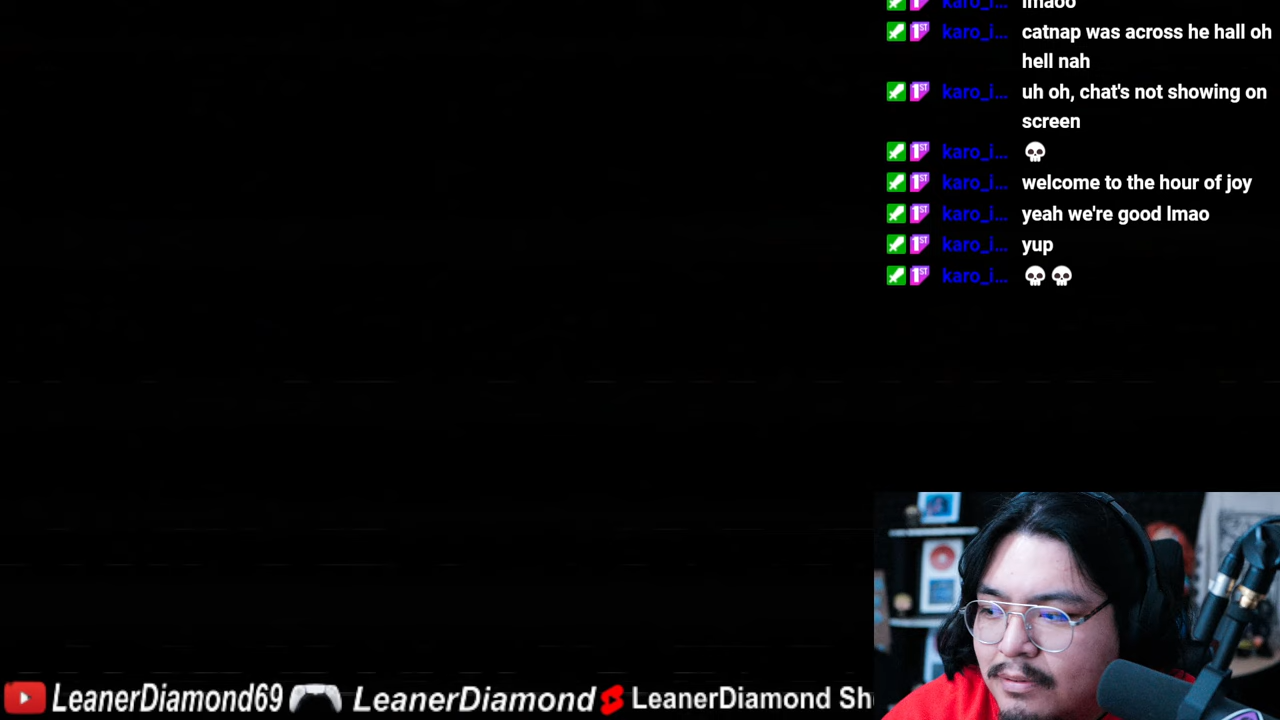 karo_i... lmaoo
karo_i... catnap was across he hall oh
hell nah
karo_i... uh oh, chat's not showing on
screen
karo_i... 💀
karo_i... welcome to the hour of joy
karo_i... yeah we're good lmao
karo_i... yup
karo_i... 💀💀
LeanerDiamond69 LeanerDiamond LeanerDiamond Sh